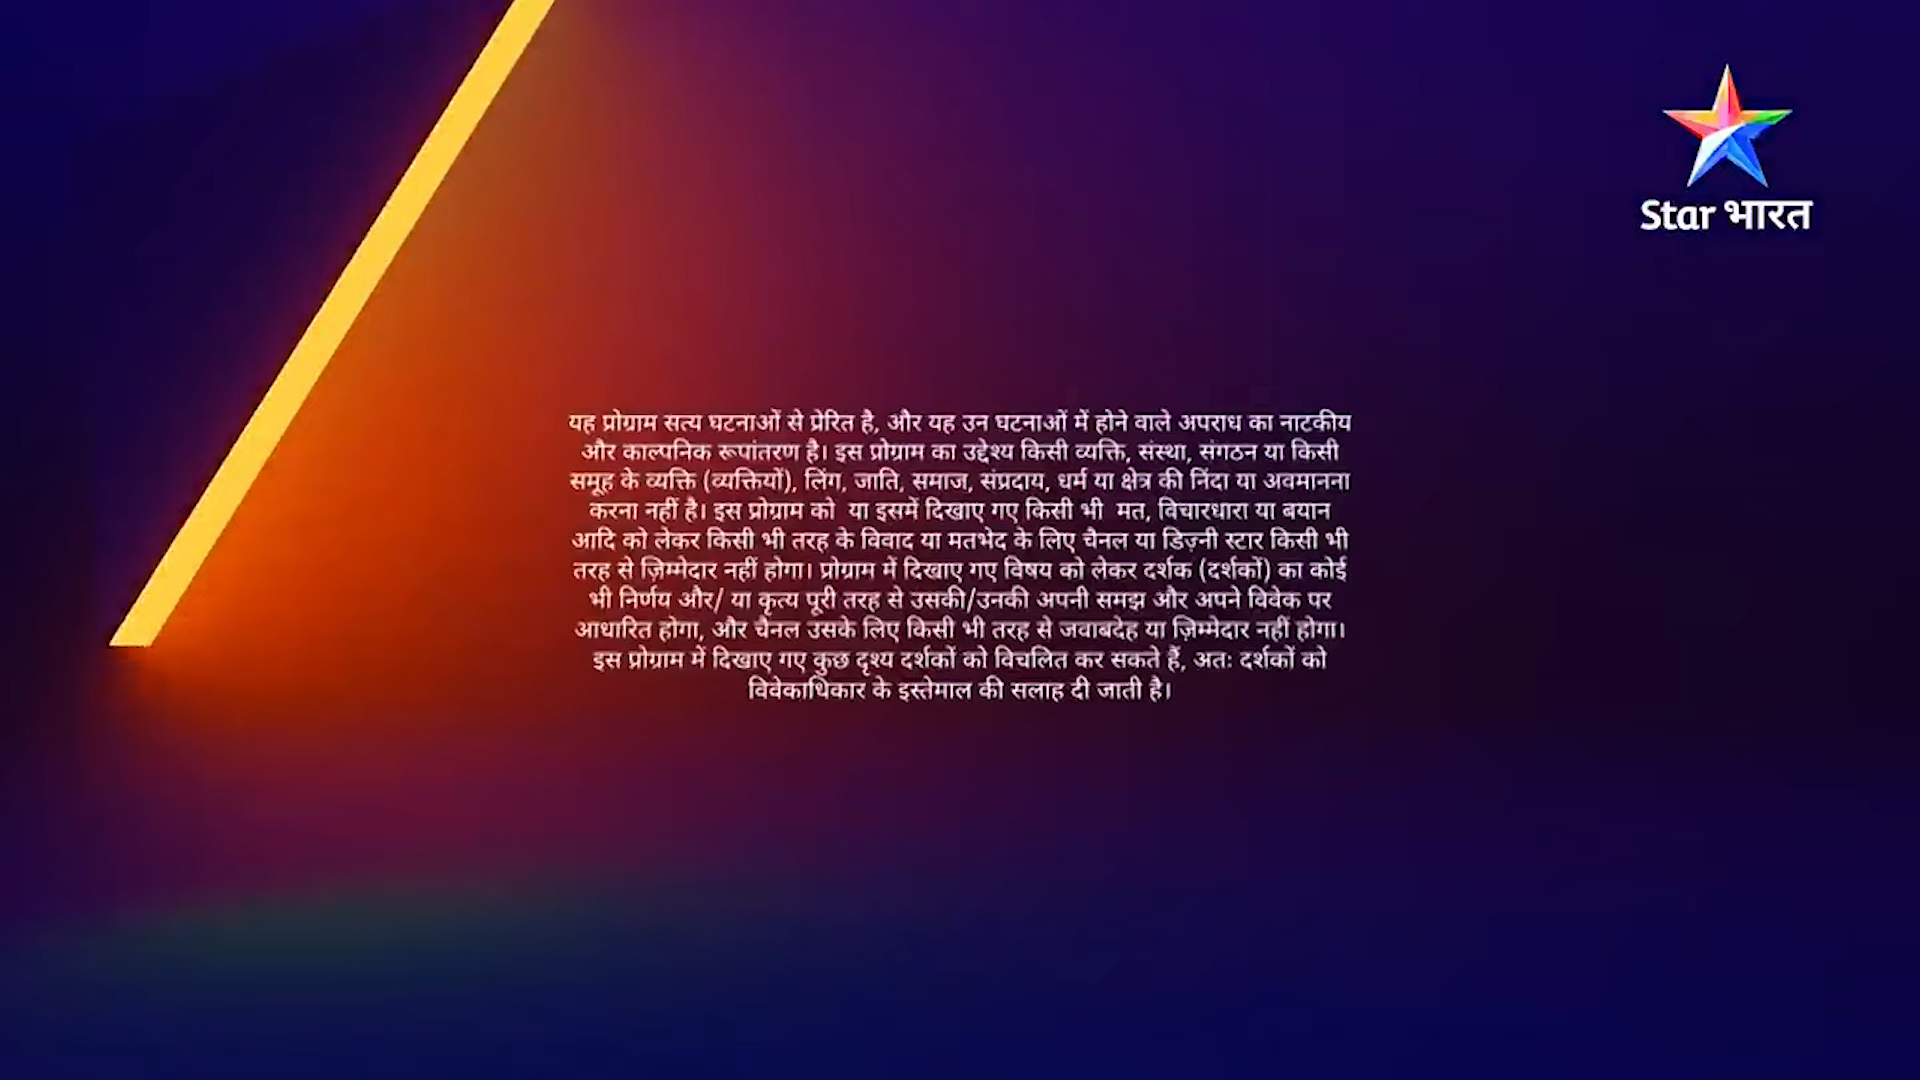 Star भारत
यह प्रोग्राम सत्य घटनाओं से प्रेरित है, और यह उन घटनाओं में होने वाले अपराध का नाटकीय
और काल्पनिक रूपांतरण है। इस प्रोग्राम का उद्देश्य किसी व्यक्ति, संस्था, संगठन या किसी
समूह के व्यक्ति (व्यक्तियों), लिंग, जाति, समाज, संप्रदाय, धर्म या क्षेत्र की निंदा या अवमानना
करना नहीं है। इस प्रोग्राम को या इसमें दिखाए गए किसी भी मत, विचारधारा या बयान
आदि को लेकर किसी भी तरह के विवाद या मतभेद के लिए चैनल या डिज़्नी स्टार किसी भी
तरह से ज़िम्मेदार नहीं होगा। प्रोग्राम में दिखाए गए विषय को लेकर दर्शक (दर्शकों) का कोई
भी निर्णय और/ या कृत्य पूरी तरह से उसकी/उनकी अपनी समझ और अपने विवेक पर
आधारित होगा, और चैनल उसके लिए किसी भी तरह से जवाबदेह या ज़िम्मेदार नहीं होगा।
इस प्रोग्राम में दिखाए गए कुछ दृश्य दर्शकों को विचलित कर सकते हैं, अतः दर्शकों को
विवेकाधिकार के इस्तेमाल की सलाह दी जाती है।